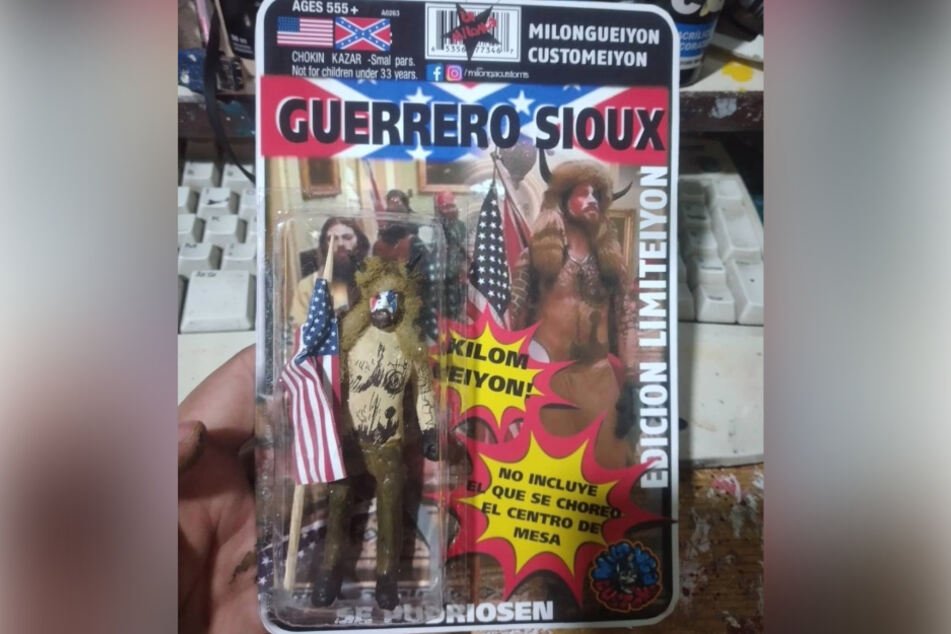 AGES 555+
A0263
CHOKIN KAZAR -Smal pars.
Not for children under 33 years.
/milongacustoms
MILONGUEIYON
CUSTOMEIYON
GUERRERO SIOUX
EDICION LIMITEIYON
KILOM
EIYON!
NO INCLUYE
EL QUE SE CHOREO
EL CENTRO DE
MESA
SE PUDRIOSEN